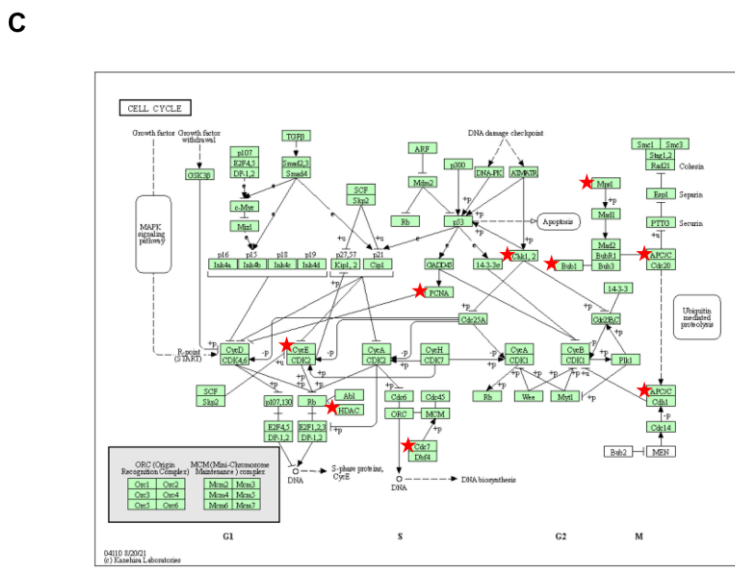 C
CELL CYCLE
Growth factor
Growth factor withdrawal
GSK3β
p107
E2F4,5
DP-1,2
TGFβ
Smad2,3
Smad4
c-Myc
Miz1
MAPK signaling pathway
p16
Ink4a
p15
Ink4b
p18
Ink4c
p19
Ink4d
p27,57
Kip1, 2
p21
Cip1
SCF
Skp2
ARF
Mdm2
p300
Rb
p53
DNA damage checkpoint
DNA-PK
ATMATR
Apoptosis
GADD45
14-3-3σ
Chk1, 2
PCNA
Mps1
Mad1
Mad2
BubR1
Bub3
Bub1
Smc1
Smc3
Stag1,2
Rad21
Cohesin
Esp1
Separin
PTTG
Securin
APC/C
Cdc20
14-3-3
Cdc25A
Cdc25B,C
Ubiquitin mediated proteolysis
R-point (START)
CycD
CDK4,6
CycE
CDK2
CycA
CDK2
CycH
CDK7
CycA
CDK1
CycB
CDK1
Plk1
SCF
Skp2
p107,130
Rb
Abl
HDAC
Cdc6
Cdc45
ORC
MCM
Rb
Wee
Myt1
APC/C
Cdh1
Cdc14
Bub2
MEN
E2F4,5
DP-1,2
E2F1,2,3
DP-1,2
Cdc7
Dbf4
DNA
S-phase proteins, CycE
DNA
DNA biosynthesis
ORC (Origin Recognition Complex)
MCM (Mini-Chromosome Maintenance) complex
Orc1 Orc2 Mcm2 Mcm3
Orc3 Orc4 Mcm4 Mcm5
Orc5 Orc6 Mcm6 Mcm7
G1 S G2 M
04110 8/20/21
(c) Kanehisa Laboratories